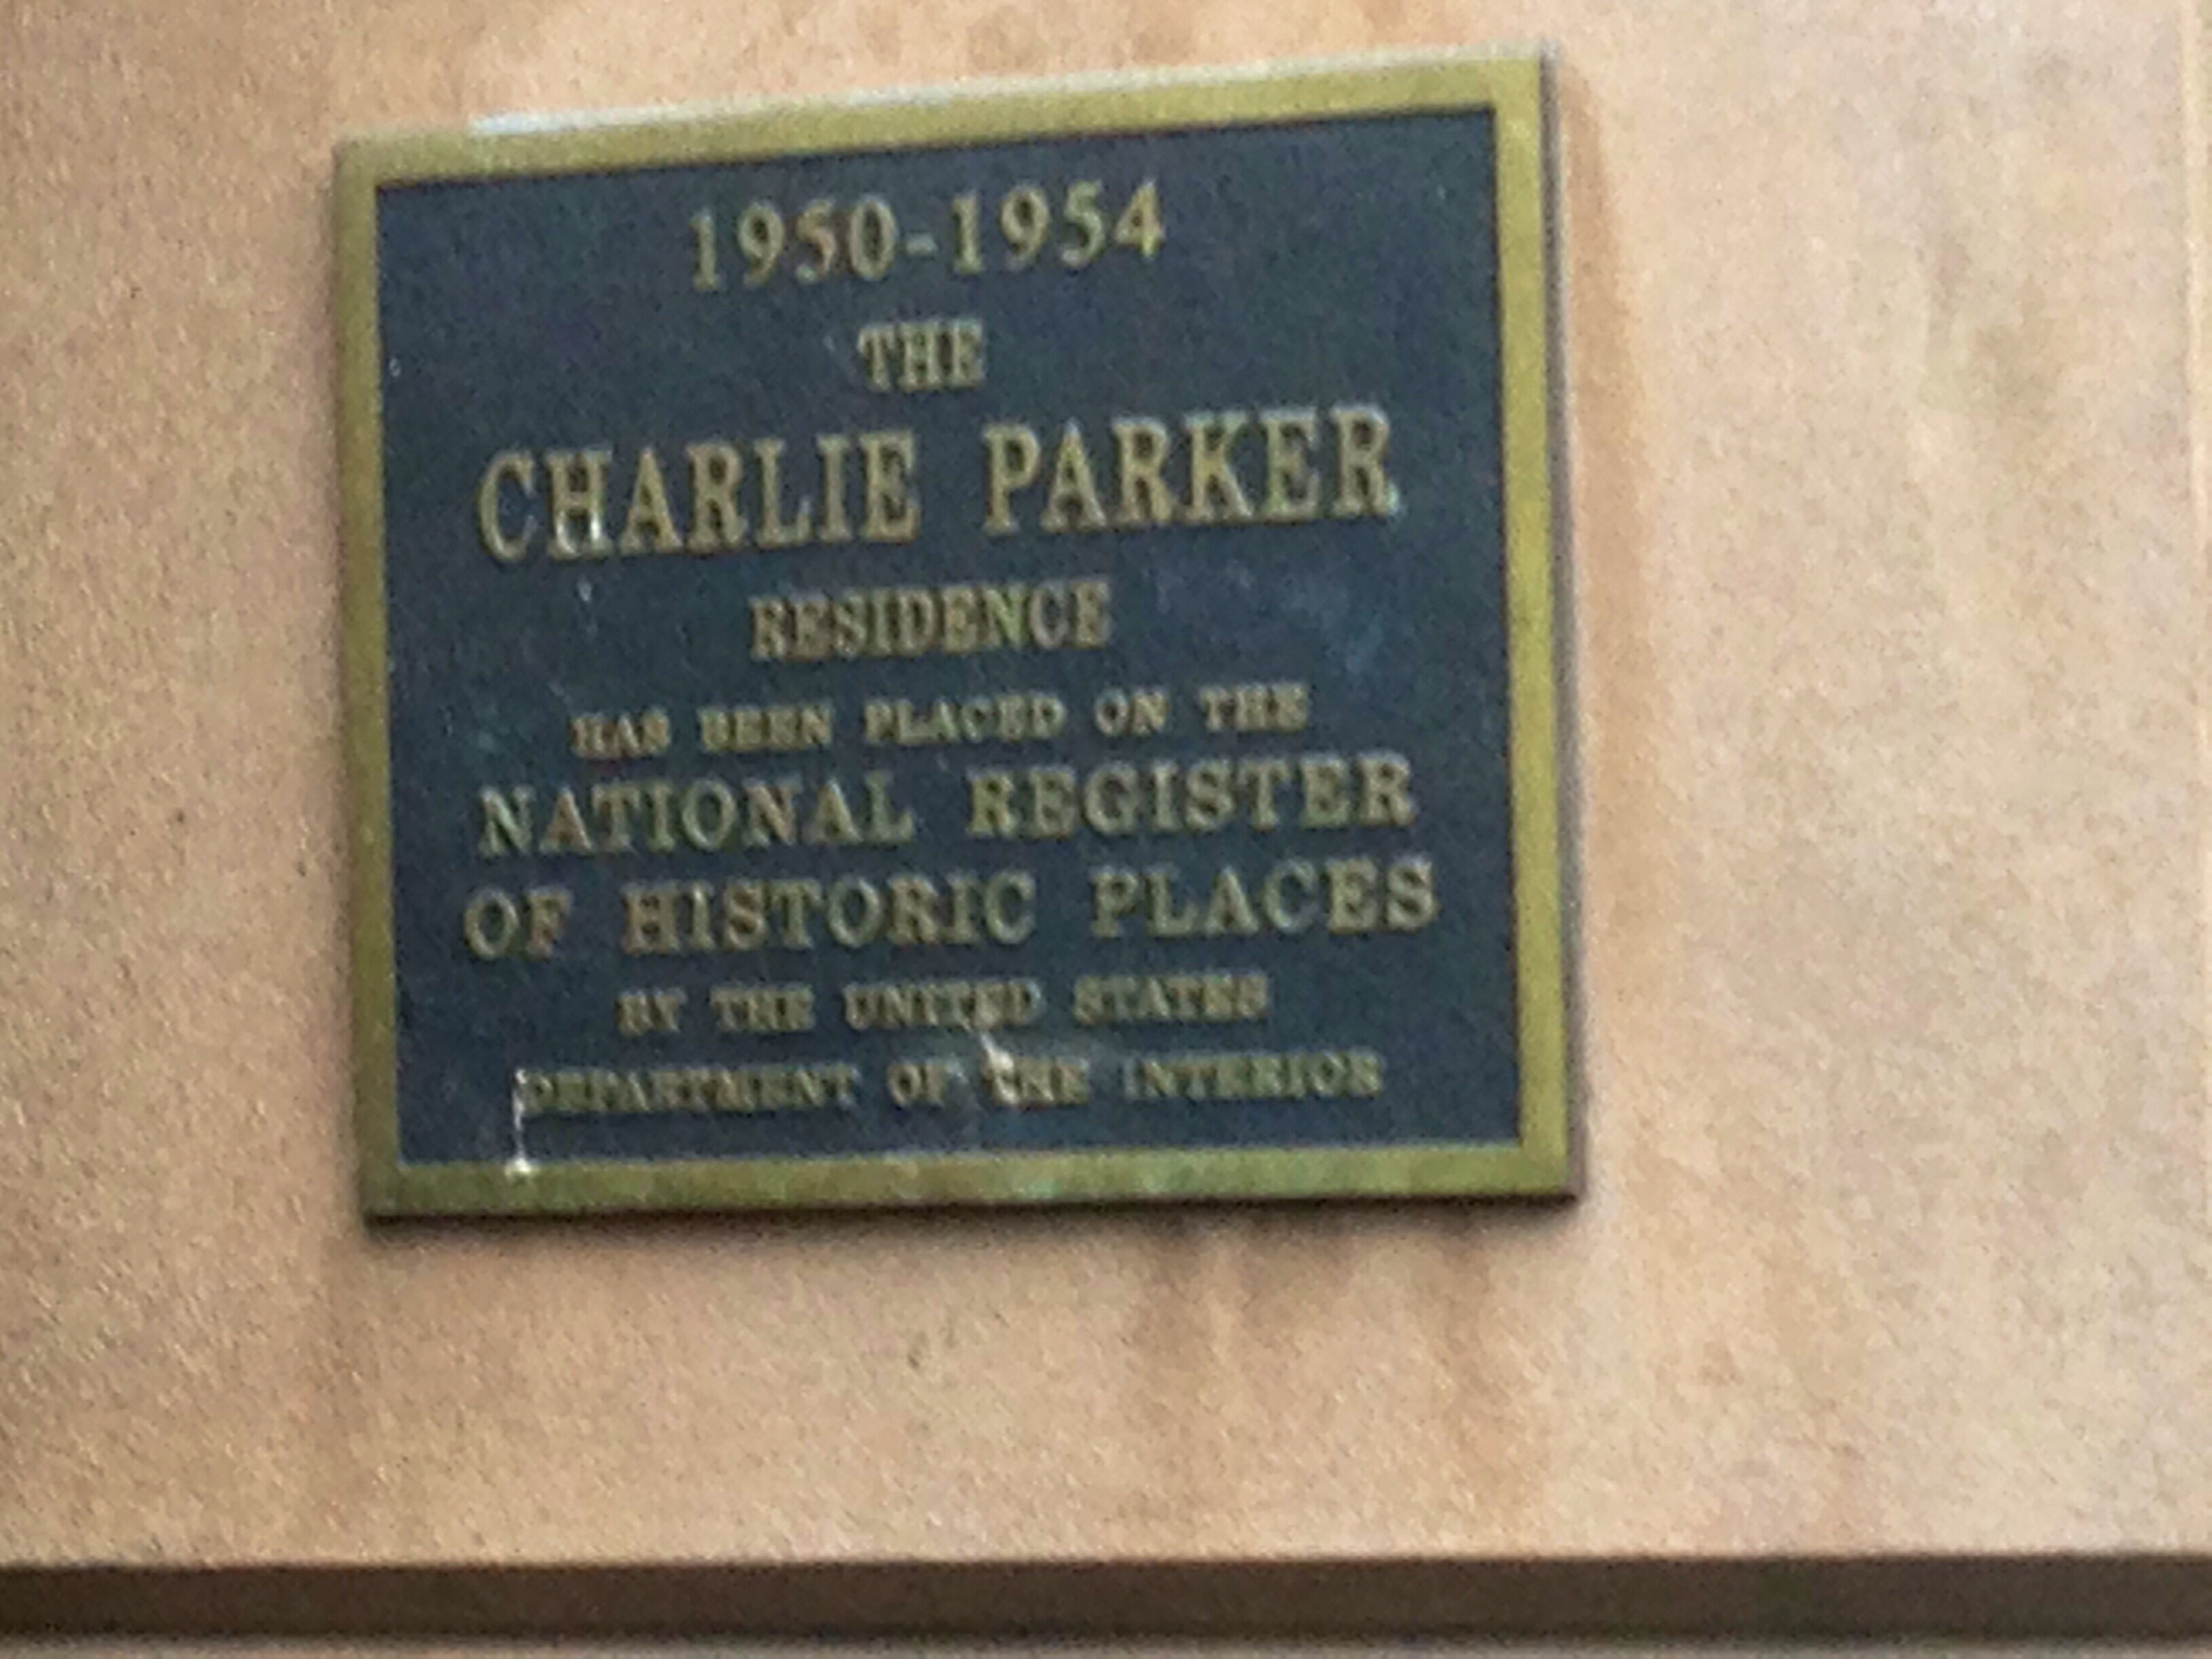 1950-1954
THE
CHARLIE PARKER
RESIDENCE
HAS BEEN PLACED ON THE
NATIONAL REGISTER
OF HISTORIC PLACES
BY THE UNITED STATES
DEPARTMENT OF THE INTERIOR